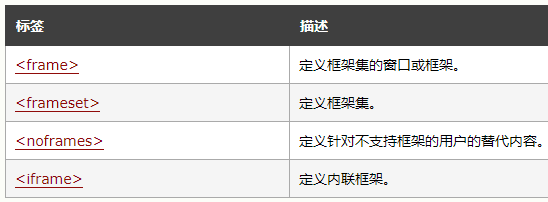 标签 描述
<frame> 定义框架集的窗口或框架。
<frameset> 定义框架集。
<noframes> 定义针对不支持框架的用户的替代内容。
<iframe> 定义内联框架。